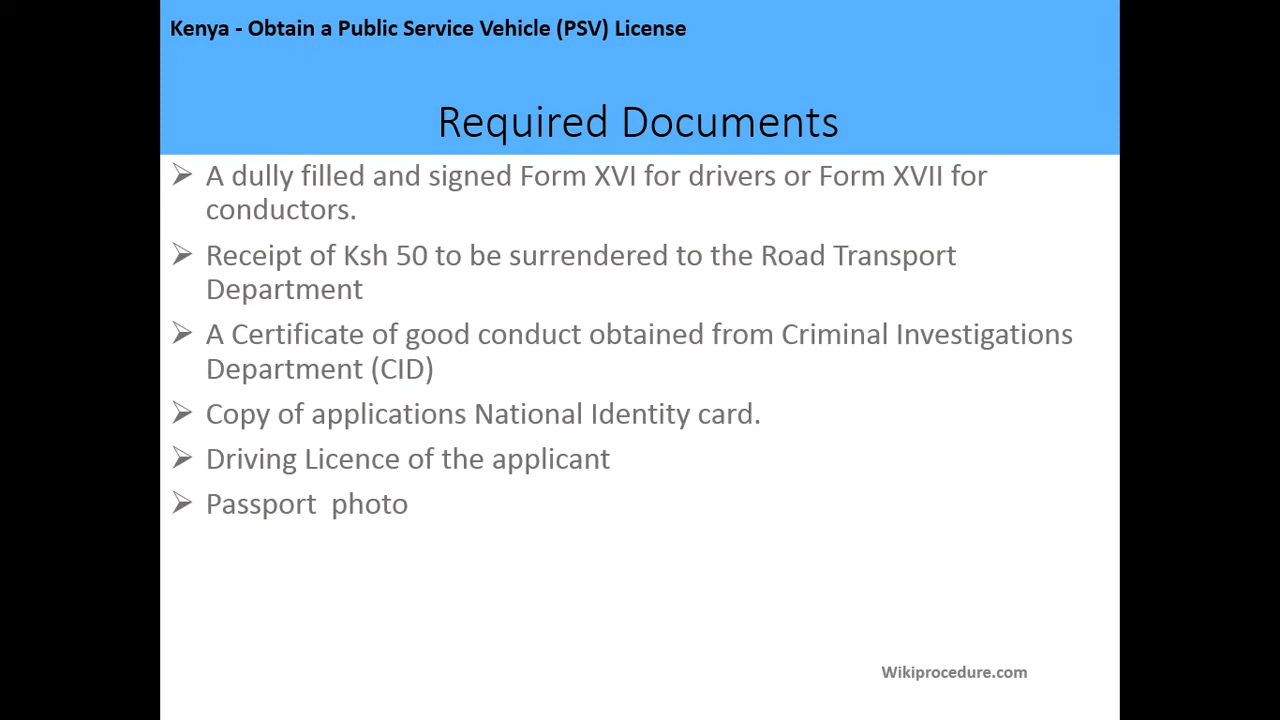 Kenya - Obtain a Public Service Vehicle (PSV) License
Required Documents
A dully filled and signed Form XVI for drivers or Form XVII for
conductors.
Receipt of Ksh 50 to be surrendered to the Road Transport
Department
A Certificate of good conduct obtained from Criminal Investigations
Department (CID)
Copy of applications National Identity card.
Driving Licence of the applicant
Passport  photo
Wikiprocedure.com